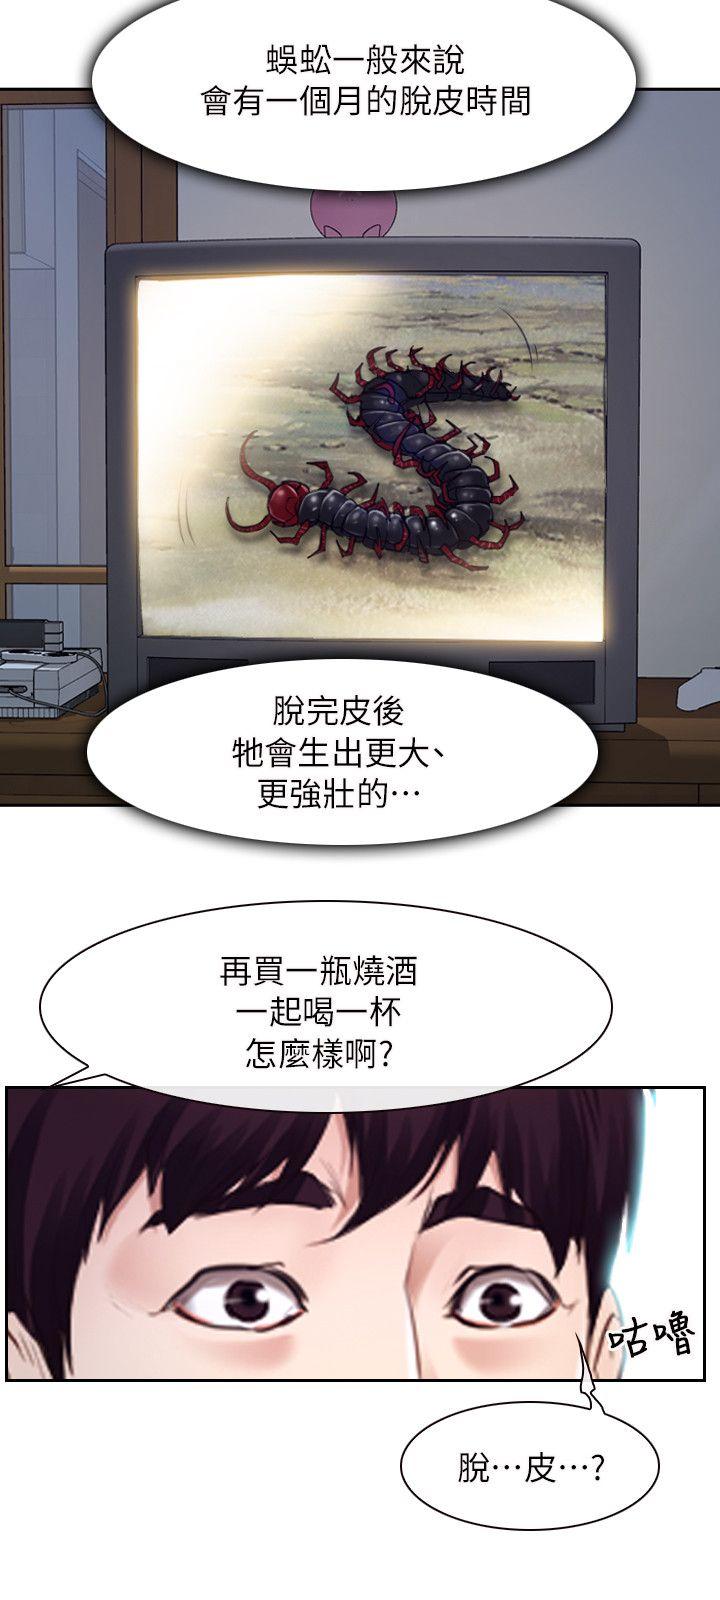 蜈蚣一般來說
會有一個月的脫皮時間
脫完皮後
牠會生出更大、
更強壯的…
再買一瓶燒酒
一起喝一杯
怎麼樣啊?
咕嚕
脫…皮…?